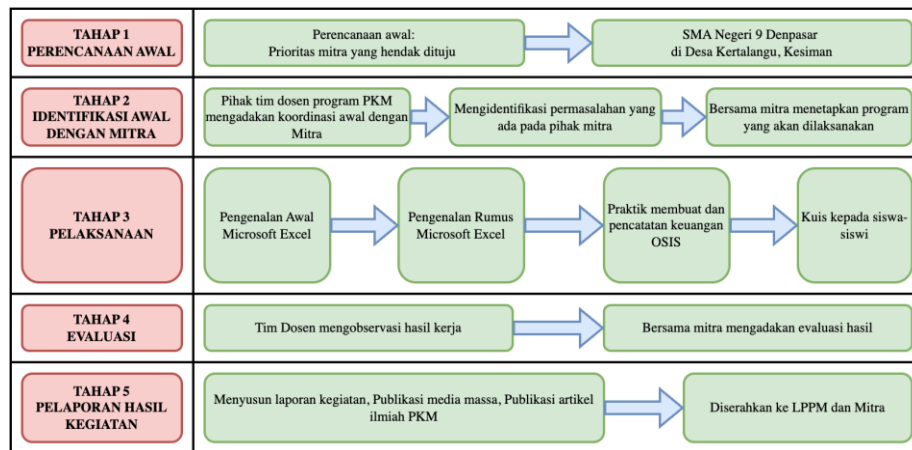 TAHAP 1
PERENCANAAN AWAL
Perencanaan awal:
Prioritas mitra yang hendak dituju
SMA Negeri 9 Denpasar
di Desa Kertalangu, Kesiman
TAHAP 2
IDENTIFIKASI AWAL
DENGAN MITRA
Pihak tim dosen program PKM
mengadakan koordinasi awal dengan
Mitra
Mengidentifikasi permasalahan yang
ada pada pihak mitra
Bersama mitra menetapkan program
yang akan dilaksanakan
TAHAP 3
PELAKSANAAN
Pengenalan Awal
Microsoft Excel
Pengenalan Rumus
Microsoft Excel
Praktik membuat dan
pencatatan keuangan
OSIS
Kuis kepada siswa-
siswi
TAHAP 4
EVALUASI
Tim Dosen mengobservasi hasil kerja
Bersama mitra mengadakan evaluasi hasil
TAHAP 5
PELAPORAN HASIL
KEGIATAN
Menyusun laporan kegiatan, Publikasi media massa, Publikasi artikel
ilmiah PKM
Diserahkan ke LPPM dan Mitra